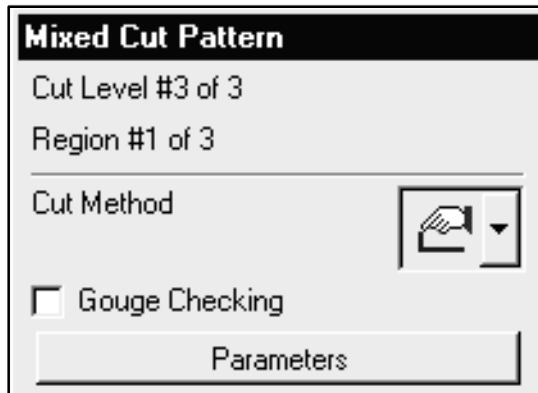 Mixed Cut Pattern
Cut Level #3 of 3
Region #1 of 3
Cut Method
Gouge Checking
Parameters